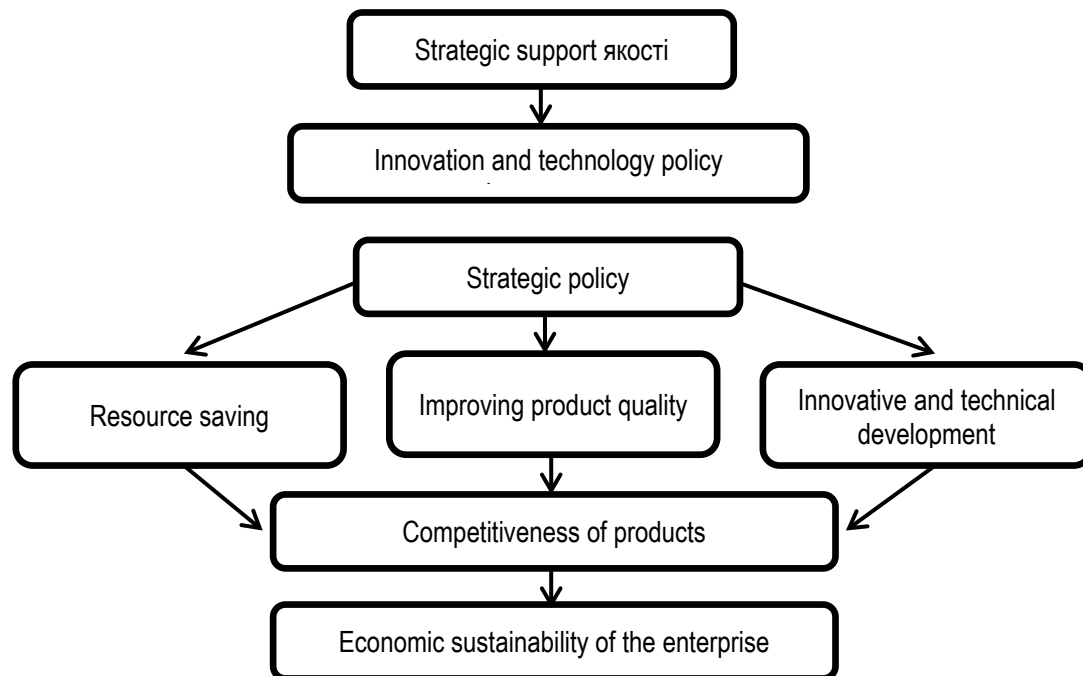 Strategic support якості
Innovation and technology policy
Strategic policy
Resource saving
Improving product quality
Innovative and technical
development
Competitiveness of products
Economic sustainability of the enterprise